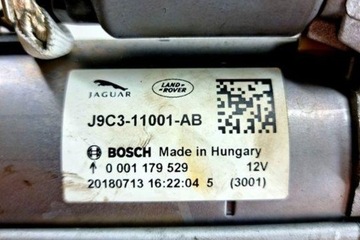 JAGUAR
LAND
ROVER
J9C3-11001-AB
BOSCH Made in Hungary
↑ 0 001 179 529 12V
20180713 16:22:04 5 (3001)